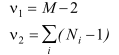 ν₁ = M−2
ν₂ = ∑ᵢ(Nᵢ−1)